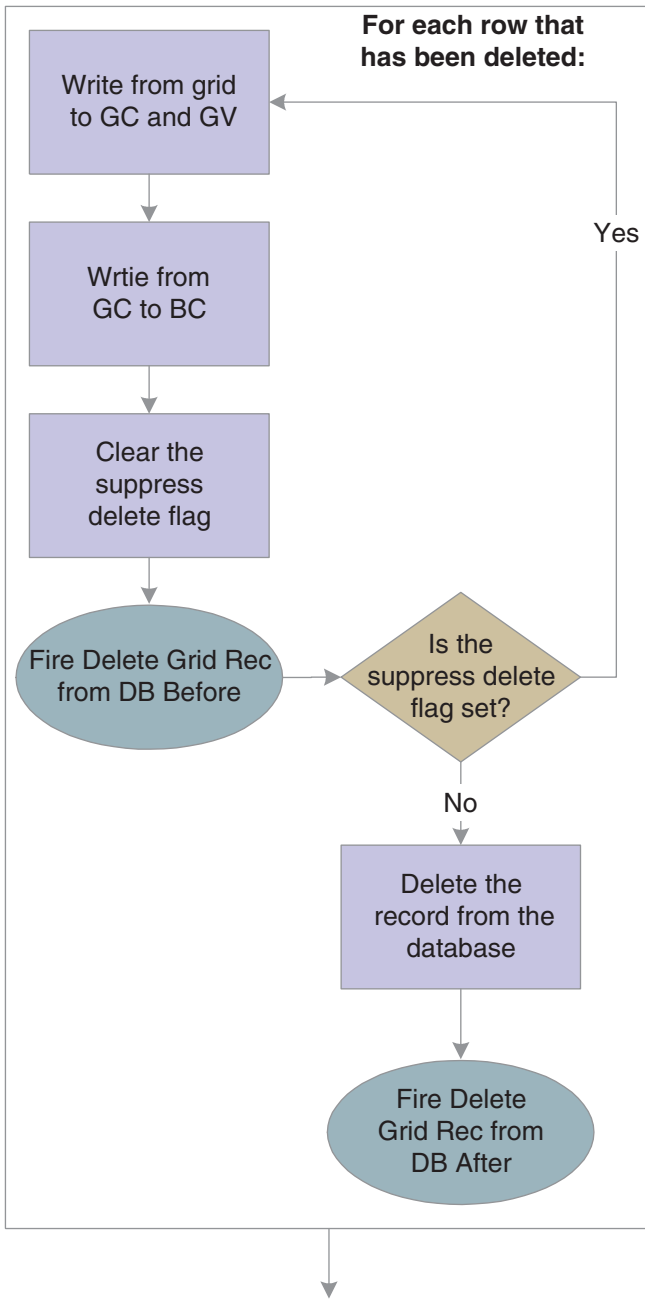 For each row that
has been deleted:
Write from grid
to GC and GV
Yes
Wrtie from
GC to BC
Clear the
suppress
delete flag
Fire Delete Grid Rec
from DB Before
Is the
suppress delete
flag set?
No
Delete the
record from the
database
Fire Delete
Grid Rec from
DB After